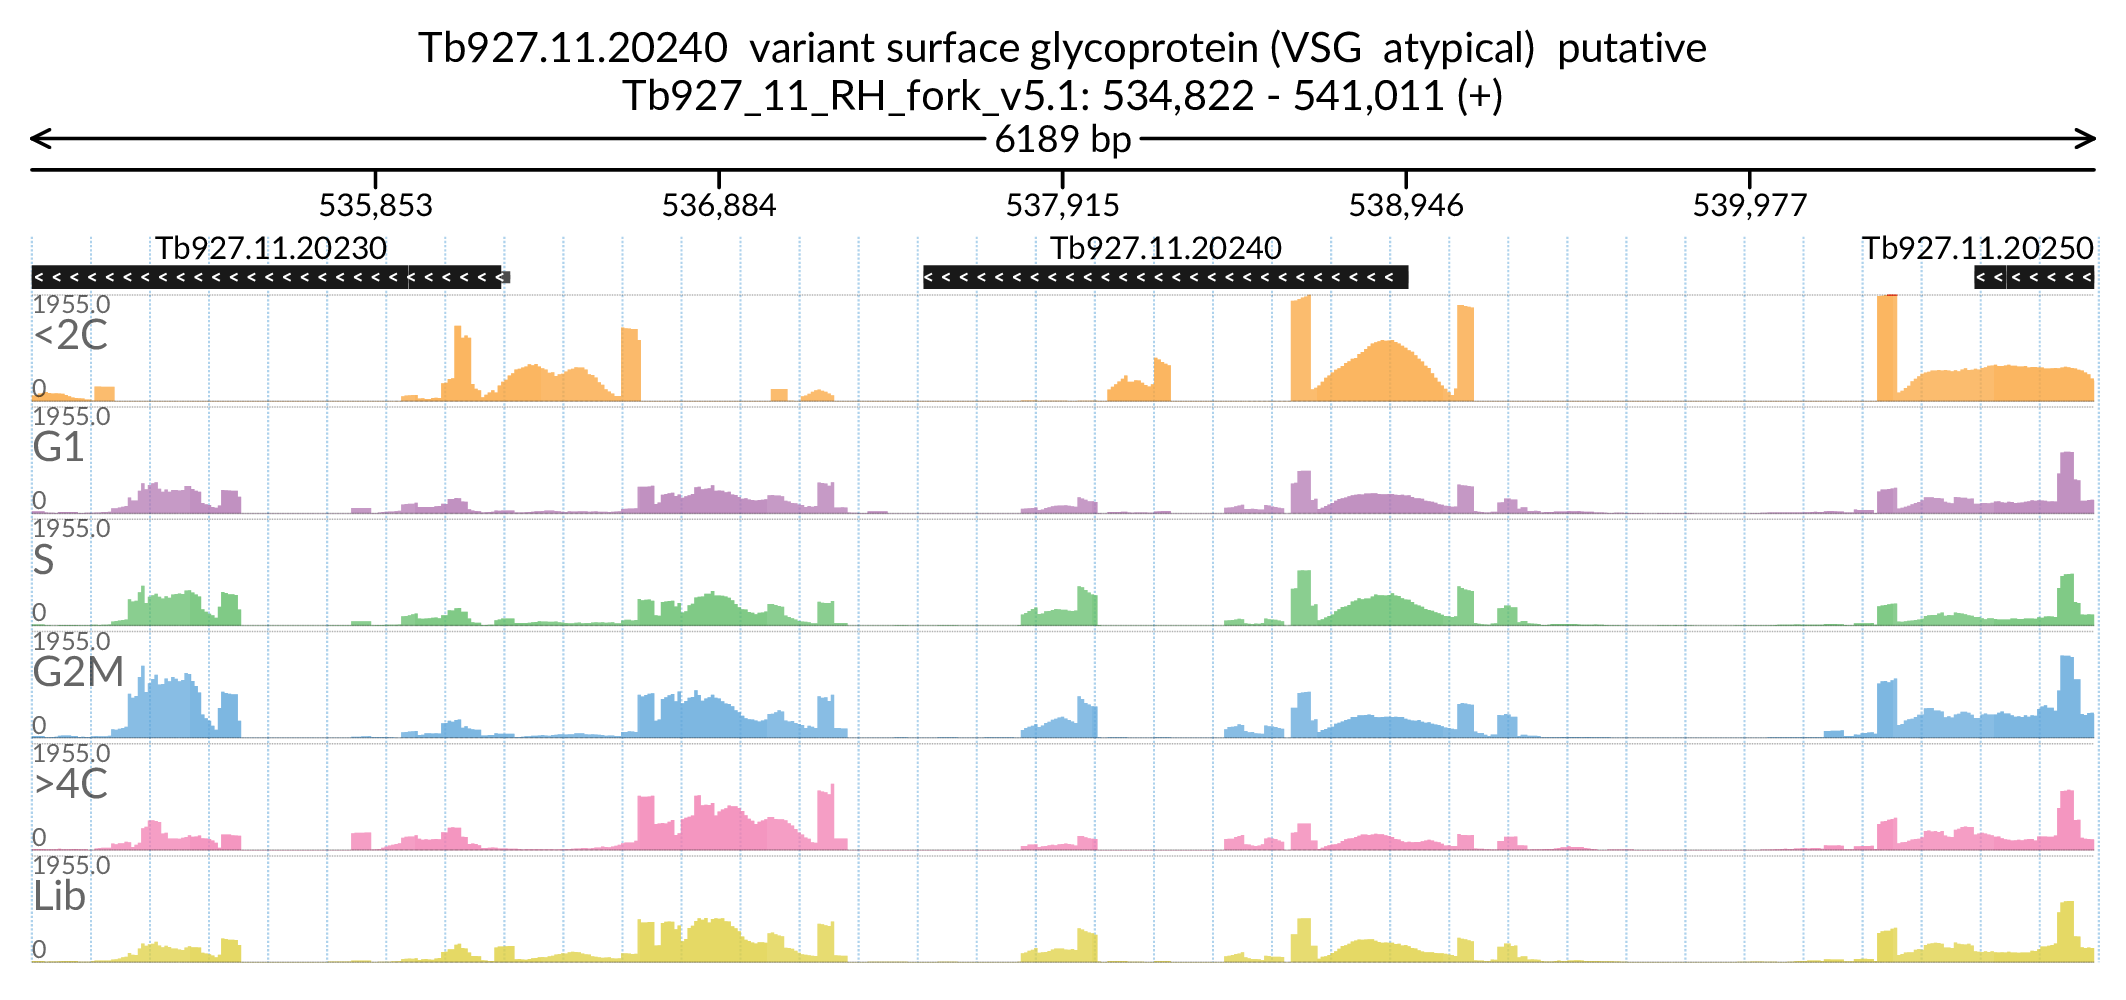 Tb927.11.20240 variant surface glycoprotein (VSG atypical) putative
Tb927_11_RH_fork_v5.1: 534,822 - 541,011 (+)
6189 bp
535,853 536,884 537,915 538,946 539,977
Tb927.11.20230 Tb927.11.20240 Tb927.11.20250
1955.0
<2C
0
1955.0
G1
0
1955.0
S
0
1955.0
G2M
0
1955.0
>4C
0
1955.0
Lib
0